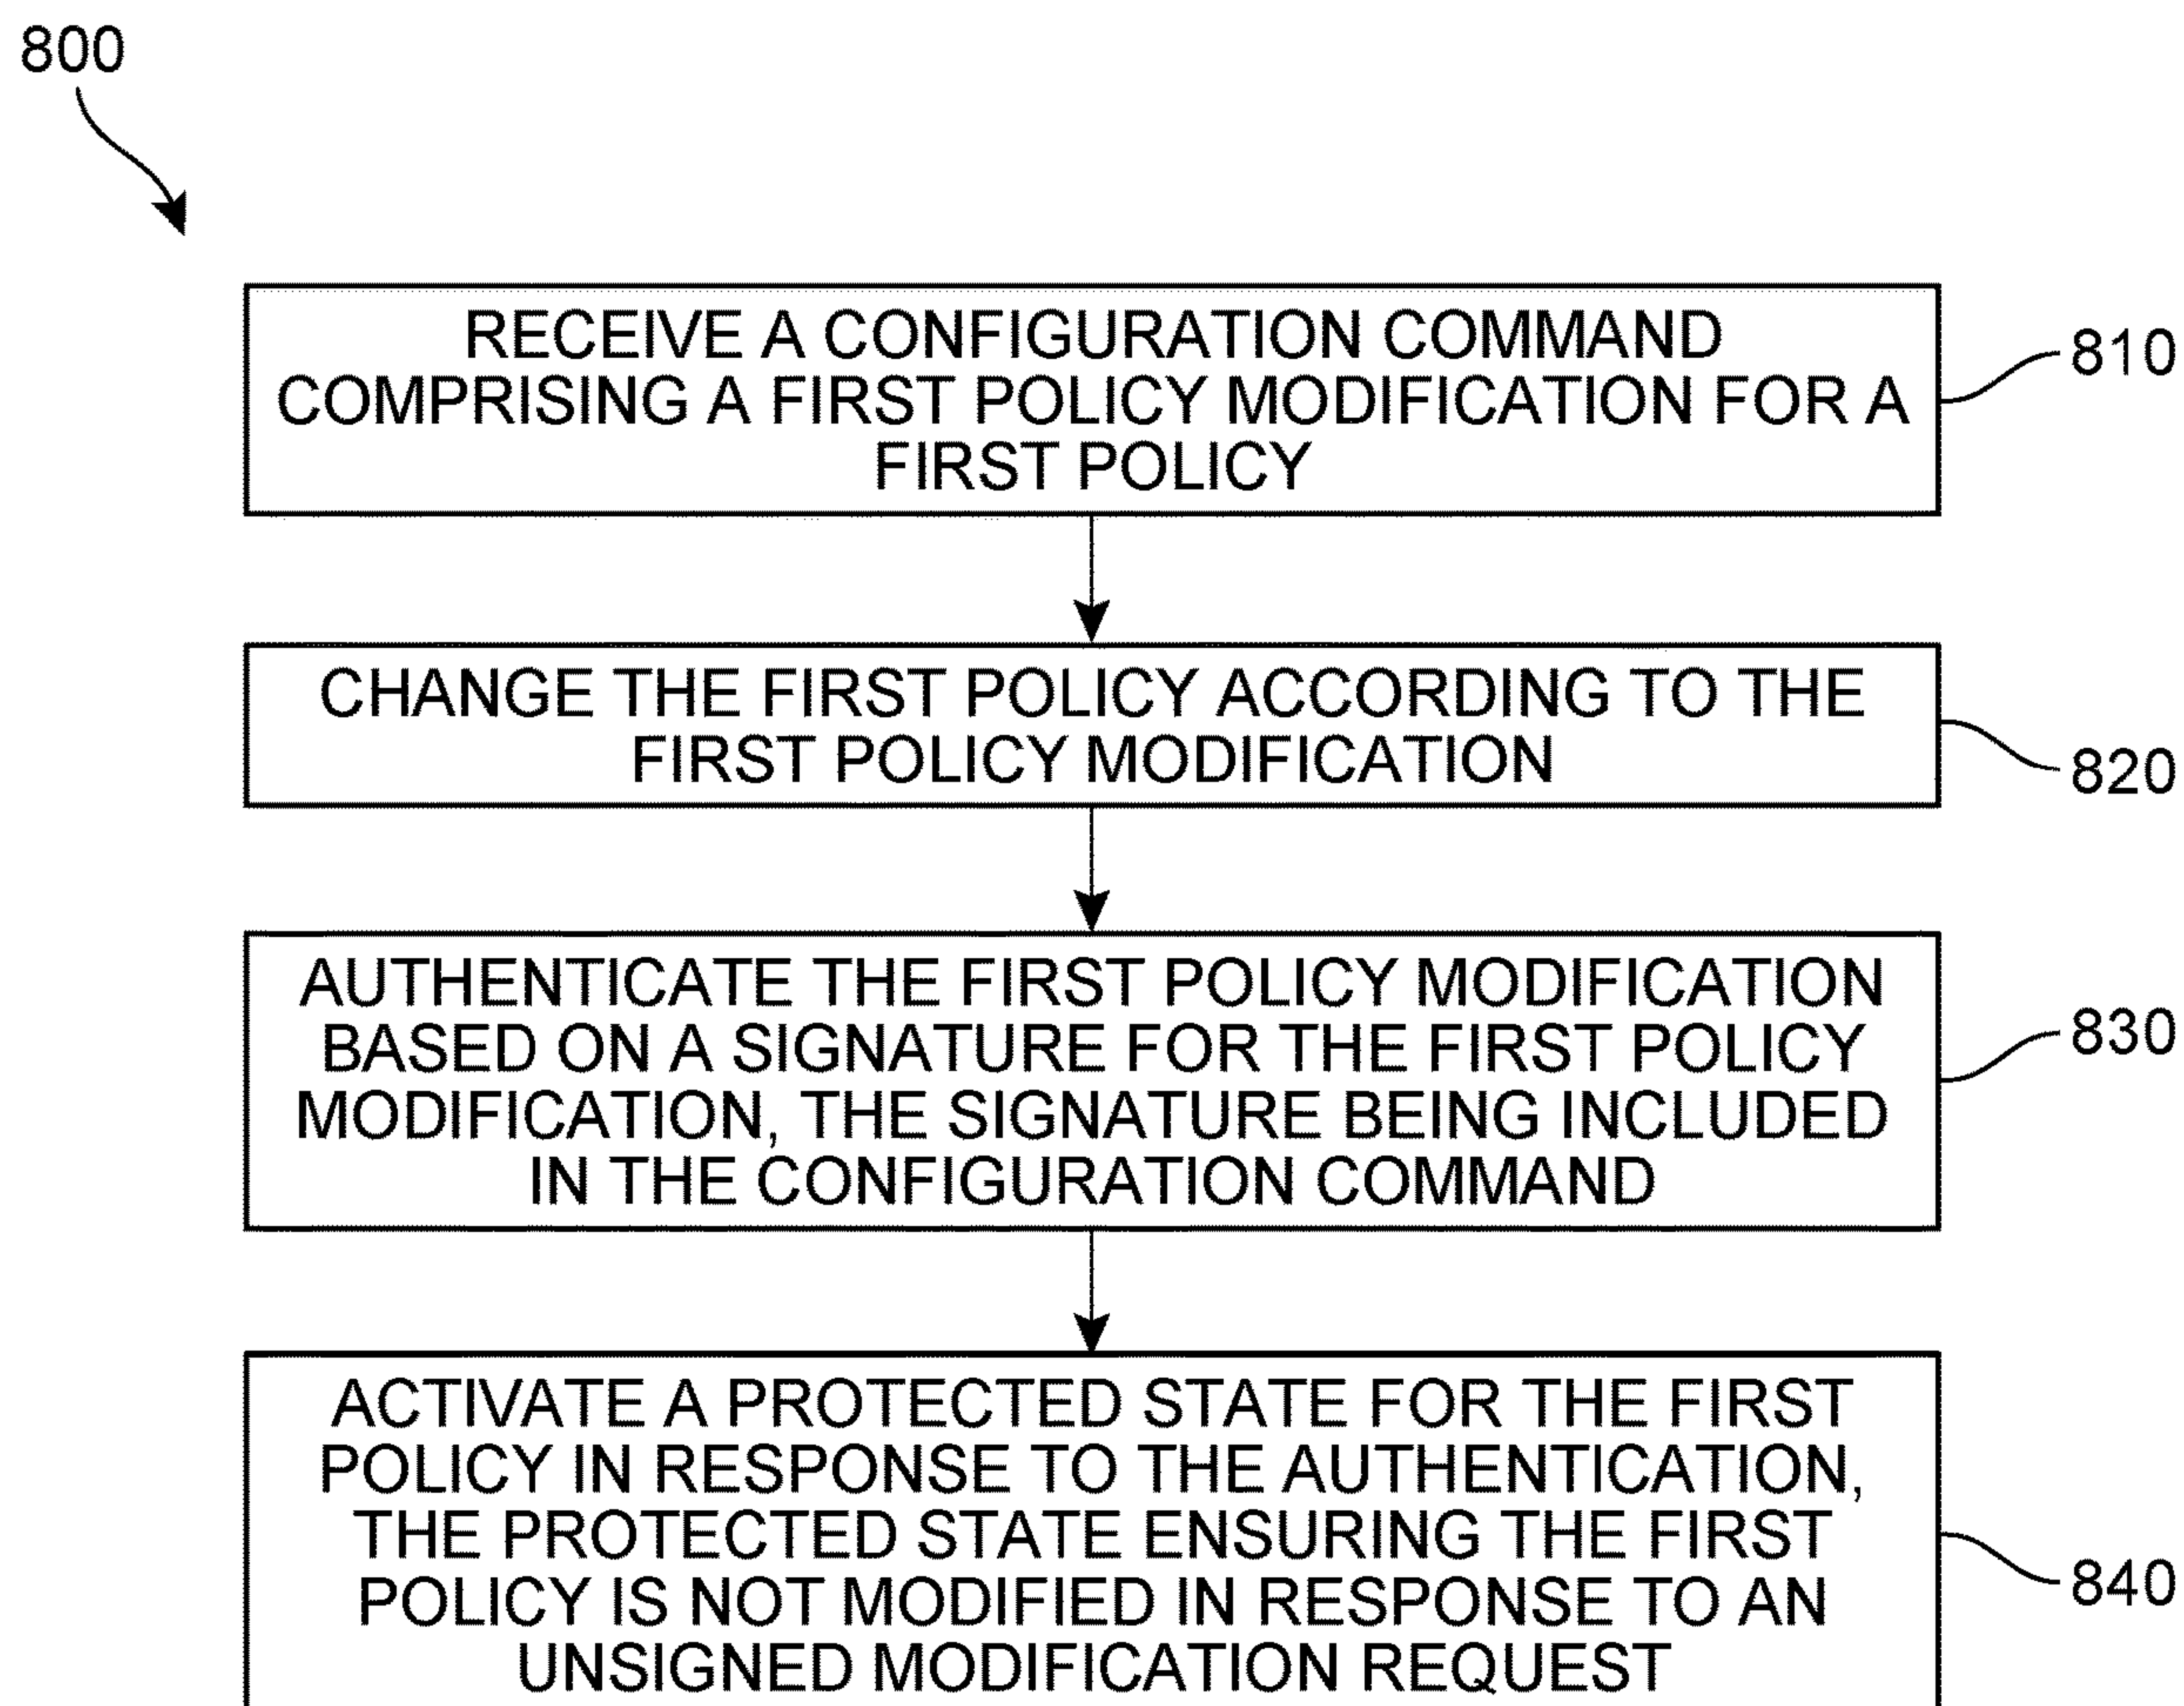 800
RECEIVE A CONFIGURATION COMMAND
COMPRISING A FIRST POLICY MODIFICATION FOR A
FIRST POLICY
810
CHANGE THE FIRST POLICY ACCORDING TO THE
FIRST POLICY MODIFICATION
820
AUTHENTICATE THE FIRST POLICY MODIFICATION
BASED ON A SIGNATURE FOR THE FIRST POLICY
MODIFICATION, THE SIGNATURE BEING INCLUDED
IN THE CONFIGURATION COMMAND
830
ACTIVATE A PROTECTED STATE FOR THE FIRST
POLICY IN RESPONSE TO THE AUTHENTICATION,
THE PROTECTED STATE ENSURING THE FIRST
POLICY IS NOT MODIFIED IN RESPONSE TO AN
UNSIGNED MODIFICATION REQUEST
840